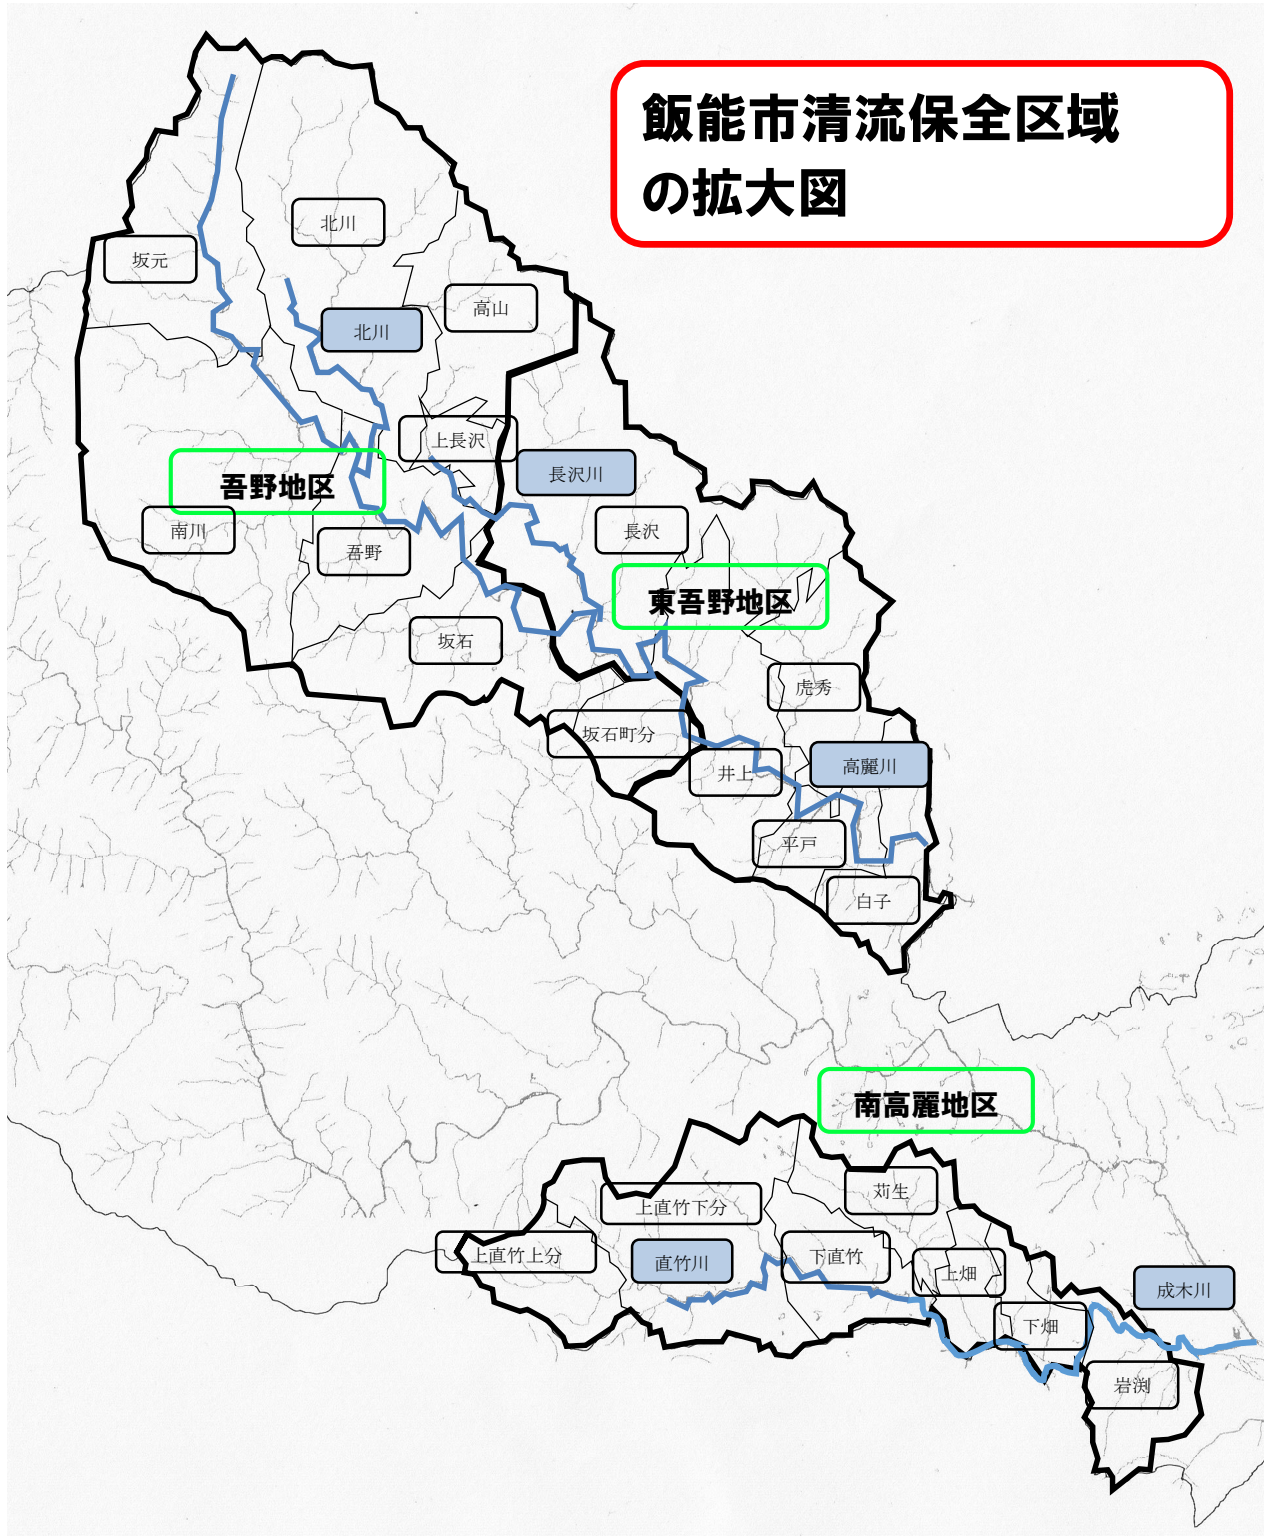 飯能市清流保全区域
の拡大図
北川
坂元
高山
北川
上長沢
長沢川
吾野地区
南川
長沢
吾野
東吾野地区
坂石
虎秀
坂石町分
井上
高麗川
平戸
白子
南高麗地区
苅生
上直竹下分
上直竹上分
直竹川
下直竹
上畑
成木川
下畑
岩渕